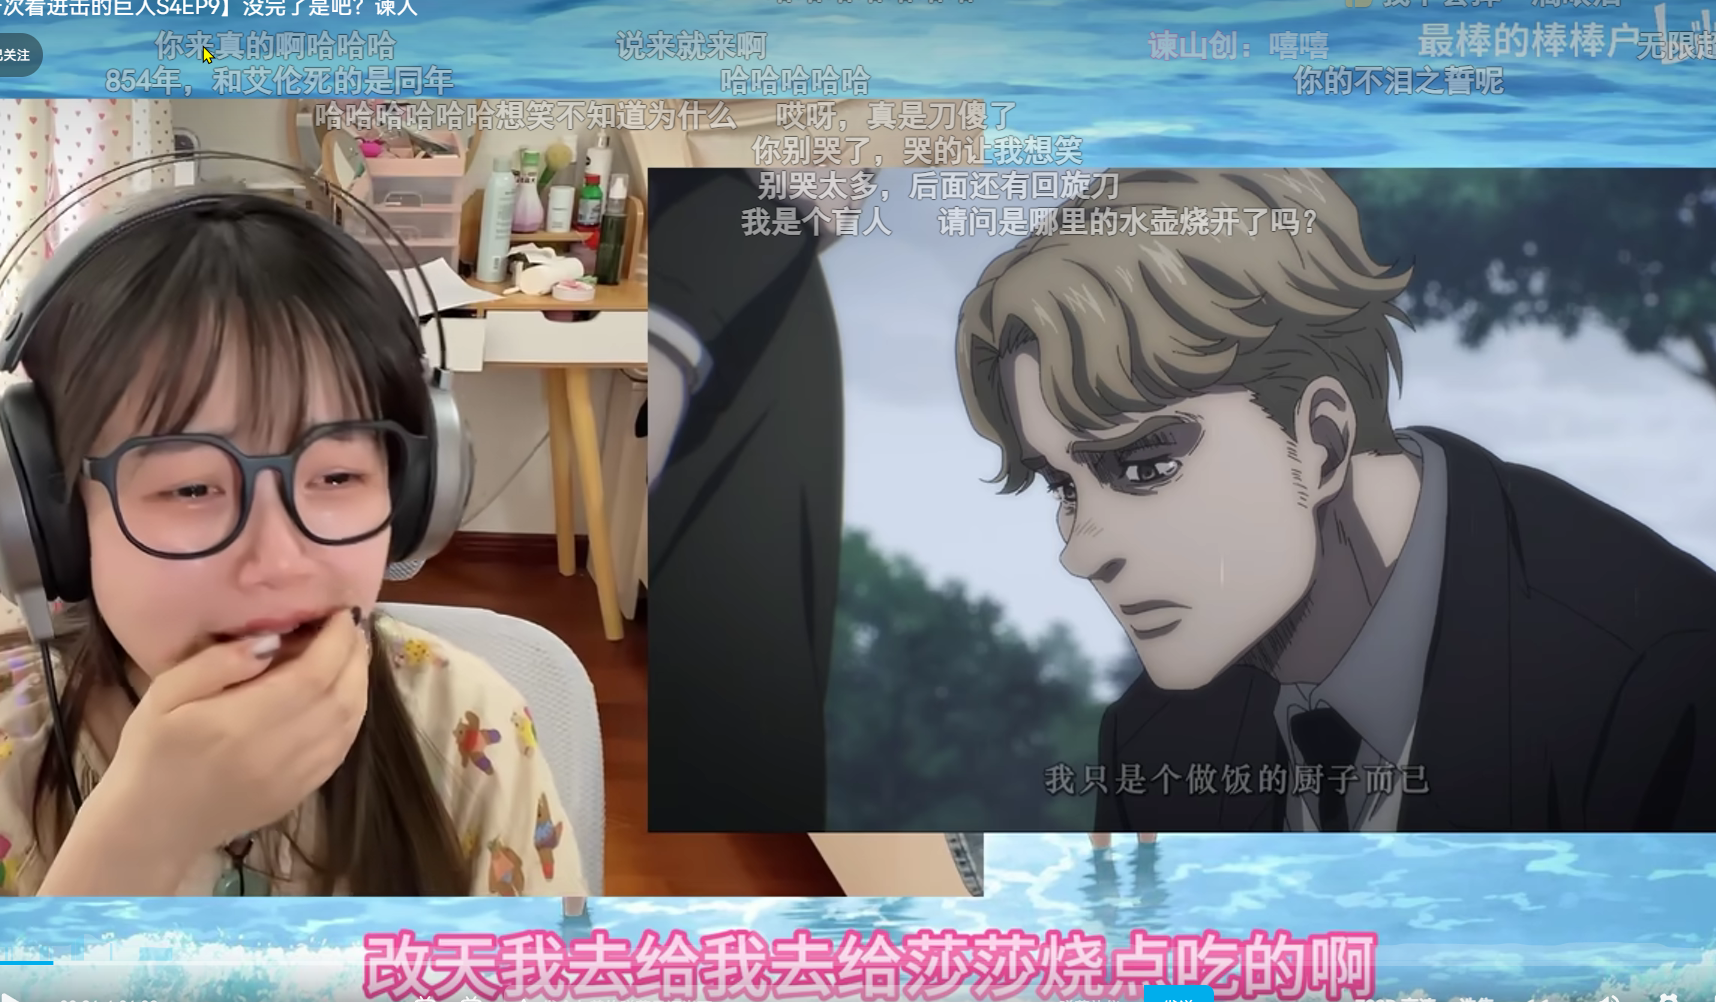 次看进击的巨人S4EP9】没完了是吧？谏人
已关注
你来真的啊哈哈哈
说来就来啊
谏山创：嘻嘻
最棒的棒棒户
无限超
854年，和艾伦死的是同年
哈哈哈哈哈
你的不泪之誓呢
哈哈哈哈哈哈想笑不知道为什么
哎呀，真是刀傻了
你别哭了，哭的让我想笑
别哭太多，后面还有回旋刀
我是个盲人
请问是哪里的水壶烧开了吗？
我只是个做饭的厨子而已
改天我去给我去给莎莎烧点吃的啊